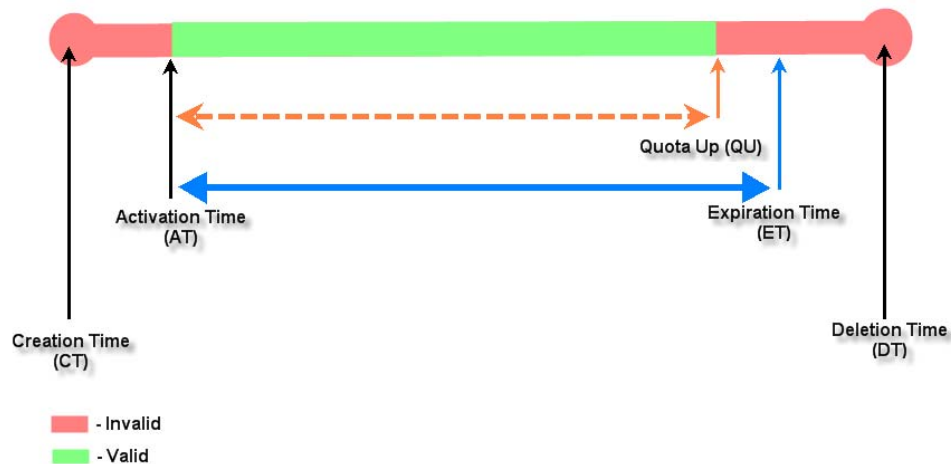 Quota Up (QU)
Activation Time
(AT)
Expiration Time
(ET)
Creation Time
(CT)
Deletion Time
(DT)
- Invalid
- Valid